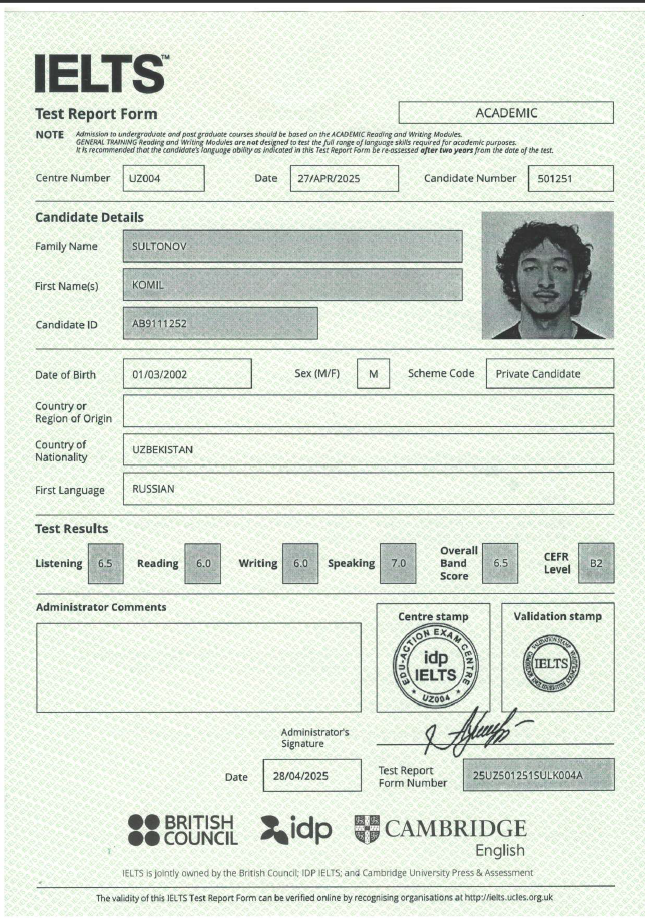 IELTS™
Test Report Form
ACADEMIC
NOTE Admission to undergraduate and post graduate courses should be based on the ACADEMIC Reading and Writing Modules.
GENERAL TRAINING Reading and Writing Modules are not designed to test the full range of language skills required for academic purposes.
It is recommended that the candidate's language ability as indicated in this Test Report Form be re-assessed after two years from the date of the test.
Centre Number UZ004 Date 27/APR/2025 Candidate Number 501251
Candidate Details
Family Name SULTONOV
First Name(s) KOMIL
Candidate ID AB9111252
Date of Birth 01/03/2002 Sex (M/F) M Scheme Code Private Candidate
Country or
Region of Origin
Country of
Nationality UZBEKISTAN
First Language RUSSIAN
Test Results
Listening 6.5 Reading 6.0 Writing 6.0 Speaking 7.0 Overall Band Score 6.5 CEFR Level B2
Administrator Comments
Centre stamp
EDU-ACTION EXAM CENTRE
idp
IELTS
UZ004
Validation stamp
IELTS
Administrator's
Signature
Date 28/04/2025
Test Report
Form Number 25UZ501251SULK004A
BRITISH
COUNCIL
idp
CAMBRIDGE
English
IELTS is jointly owned by the British Council; IDP IELTS; and Cambridge University Press & Assessment
The validity of this IELTS Test Report Form can be verified online by recognising organisations at http://ielts.ucles.org.uk